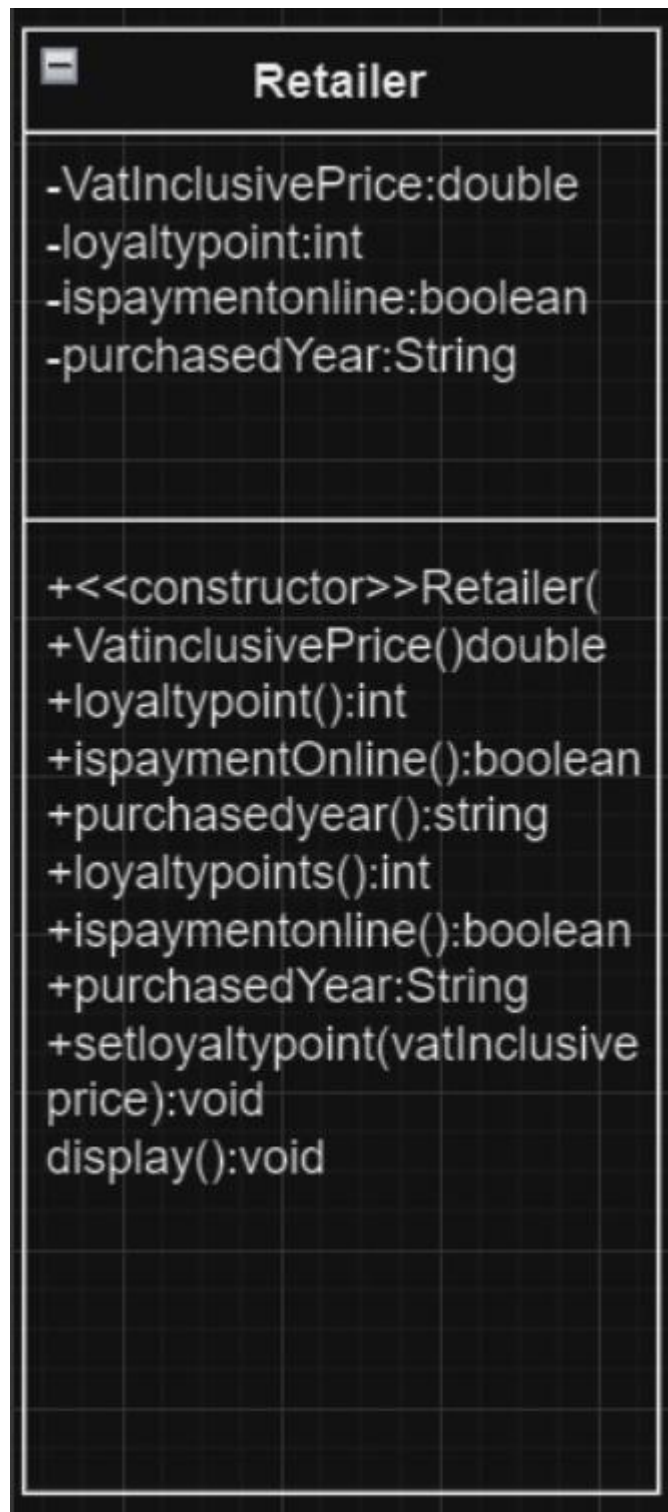 Retailer
-VatInclusivePrice:double
-loyaltypoint:int
-ispaymentonline:boolean
-purchasedYear:String
+<<constructor>>Retailer(
+VatinclusivePrice()double
+loyaltypoint():int
+ispaymentOnline():boolean
+purchasedyear():string
+loyaltypoints():int
+ispaymentonline():boolean
+purchasedYear:String
+setloyaltypoint(vatInclusive
price):void
display():void